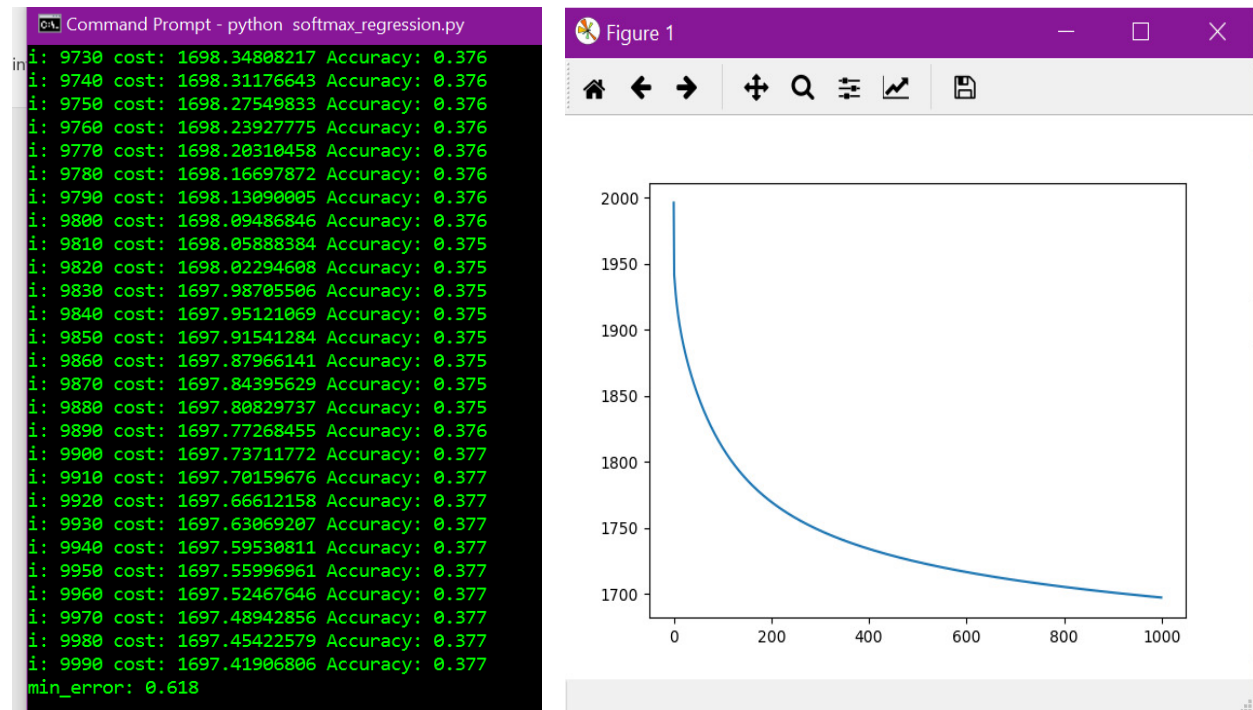 Command Prompt - python softmax_regression.py
in
i: 9730 cost: 1698.34808217 Accuracy: 0.376
i: 9740 cost: 1698.31176643 Accuracy: 0.376
i: 9750 cost: 1698.27549833 Accuracy: 0.376
i: 9760 cost: 1698.23927775 Accuracy: 0.376
i: 9770 cost: 1698.20310458 Accuracy: 0.376
i: 9780 cost: 1698.16697872 Accuracy: 0.376
i: 9790 cost: 1698.13090005 Accuracy: 0.376
i: 9800 cost: 1698.09486846 Accuracy: 0.376
i: 9810 cost: 1698.05888384 Accuracy: 0.375
i: 9820 cost: 1698.02294608 Accuracy: 0.375
i: 9830 cost: 1697.98705506 Accuracy: 0.375
i: 9840 cost: 1697.95121069 Accuracy: 0.375
i: 9850 cost: 1697.91541284 Accuracy: 0.375
i: 9860 cost: 1697.87966141 Accuracy: 0.375
i: 9870 cost: 1697.84395629 Accuracy: 0.375
i: 9880 cost: 1697.80829737 Accuracy: 0.375
i: 9890 cost: 1697.77268455 Accuracy: 0.376
i: 9900 cost: 1697.73711772 Accuracy: 0.377
i: 9910 cost: 1697.70159676 Accuracy: 0.377
i: 9920 cost: 1697.66612158 Accuracy: 0.377
i: 9930 cost: 1697.63069207 Accuracy: 0.377
i: 9940 cost: 1697.59530811 Accuracy: 0.377
i: 9950 cost: 1697.55996961 Accuracy: 0.377
i: 9960 cost: 1697.52467646 Accuracy: 0.377
i: 9970 cost: 1697.48942856 Accuracy: 0.377
i: 9980 cost: 1697.45422579 Accuracy: 0.377
i: 9990 cost: 1697.41906806 Accuracy: 0.377
min_error: 0.618
Figure 1
2000
1950
1900
1850
1800
1750
1700
0 200 400 600 800 1000